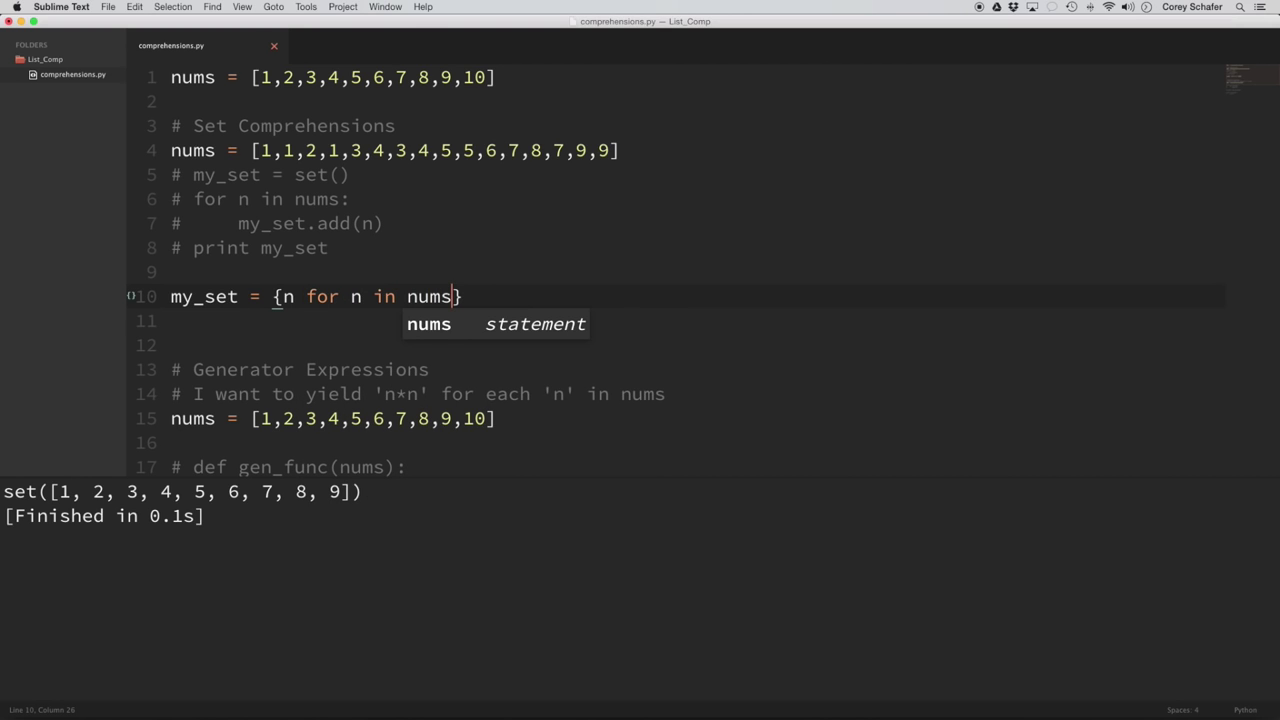 Sublime Text File Edit Selection Find View Goto Tools Project Window Help Corey Schafer
comprehensions.py — List_Comp
FOLDERS
List_Comp
comprehensions.py
comprehensions.py
1 nums = [1,2,3,4,5,6,7,8,9,10]
2
3 # Set Comprehensions
4 nums = [1,1,2,1,3,4,3,4,5,5,6,7,8,7,9,9]
5 # my_set = set()
6 # for n in nums:
7 #     my_set.add(n)
8 # print my_set
9
{} 10 my_set = {n for n in nums}
nums statement
11
12
13 # Generator Expressions
14 # I want to yield 'n*n' for each 'n' in nums
15 nums = [1,2,3,4,5,6,7,8,9,10]
16
17 # def gen_func(nums):
set([1, 2, 3, 4, 5, 6, 7, 8, 9])
[Finished in 0.1s]
Line 10, Column 26 Spaces: 4 Python